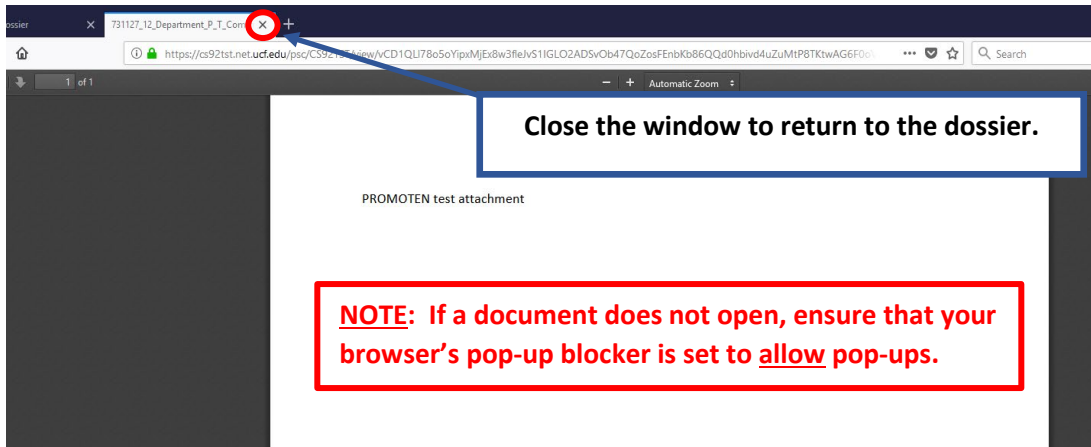 ossier
731127_12_Department_P_T_Com
https://cs92tst.net.ucf.edu/psc/
Search
1 of 1
Automatic Zoom
Close the window to return to the dossier.
PROMOTEN test attachment
NOTE: If a document does not open, ensure that your
browser's pop-up blocker is set to allow pop-ups.